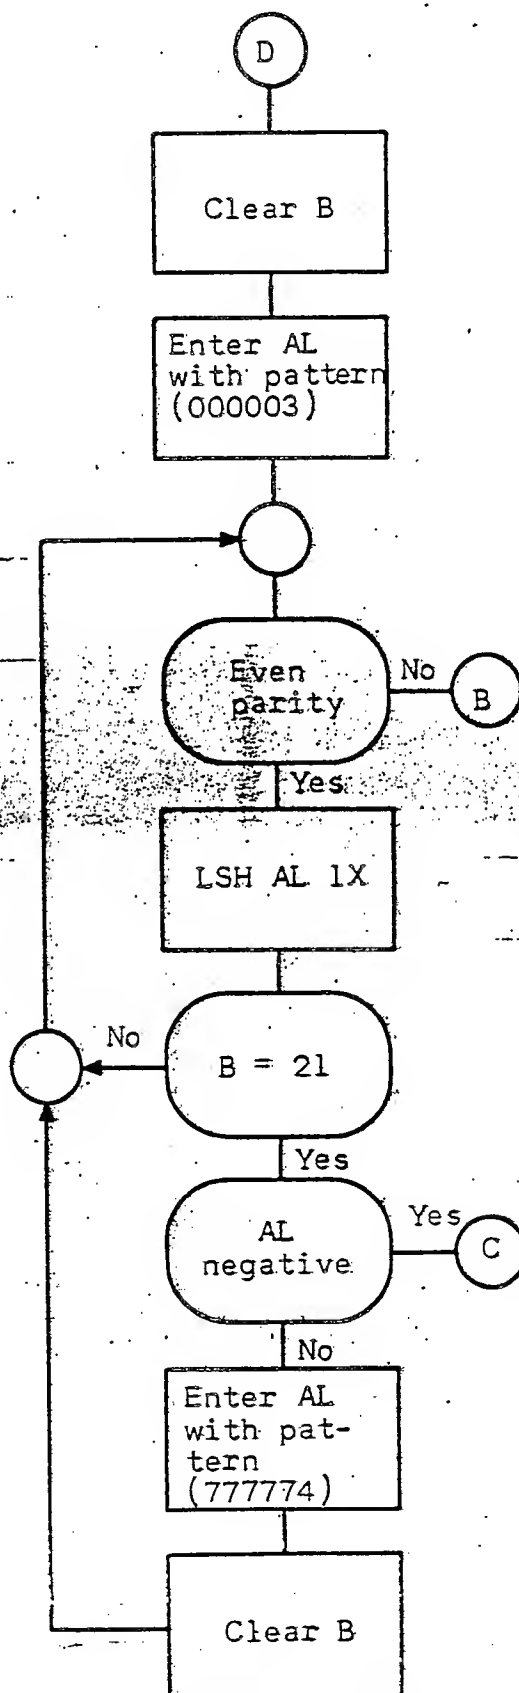 D
Clear B
Enter AL
with pattern
(000003)
Even
parity
No
B
Yes
LSH AL 1X
No
B = 21
Yes
AL
negative
Yes
C
No
Enter AL
with pat-
tern
(777774)
Clear B